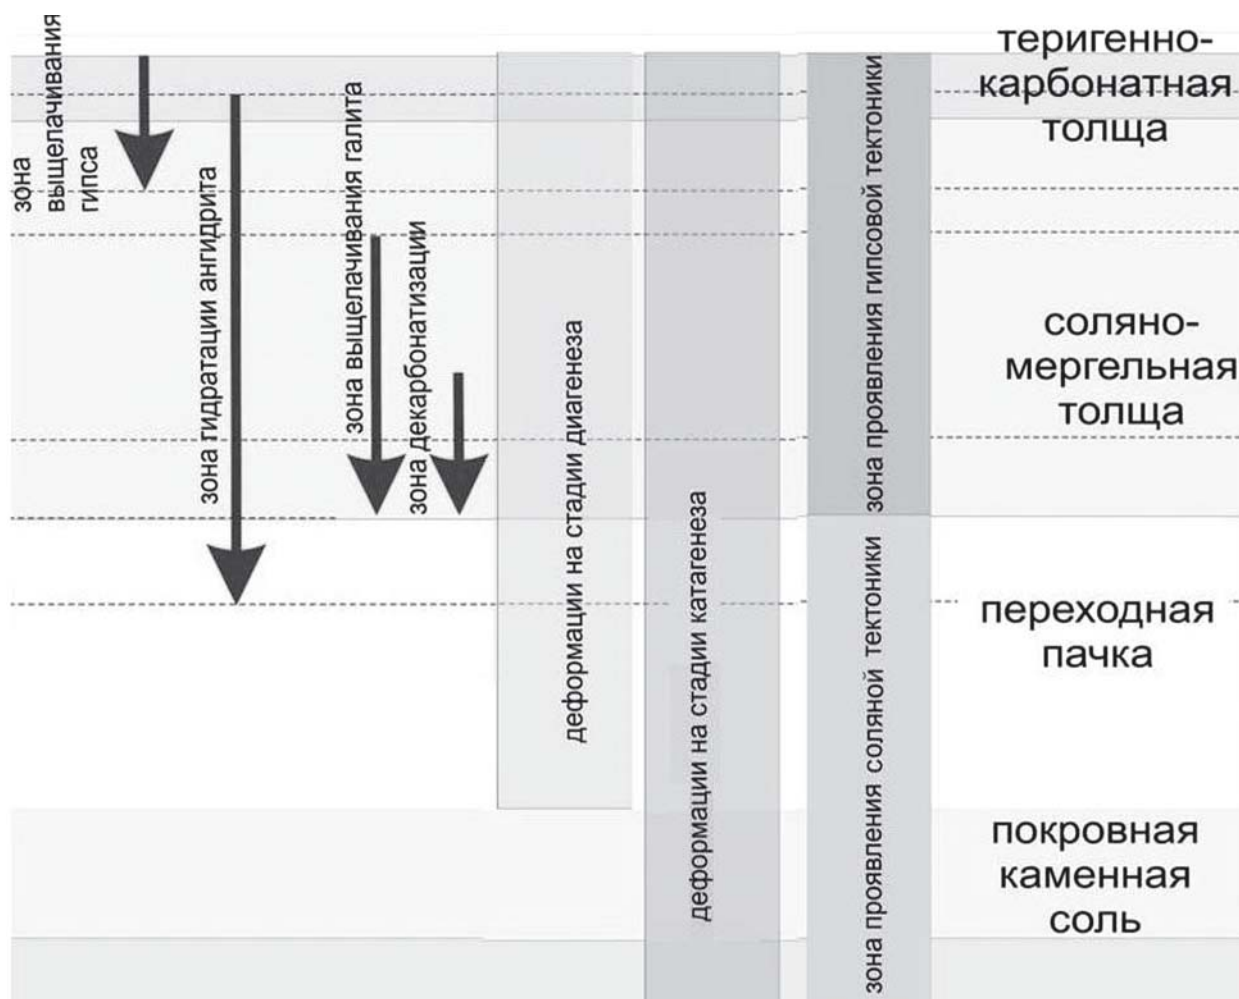 зона
выщелачивания
гипса
зона гидратации ангидрита
зона выщелачивания галита
зона декарбонатизации
деформации на стадии диагенеза
деформации на стадии катагенеза
зона проявления гипсовой тектоники
зона проявления соляной тектоники
теригенно-
карбонатная
толща
соляно-
мергельная
толща
переходная
пачка
покровная
каменная
соль